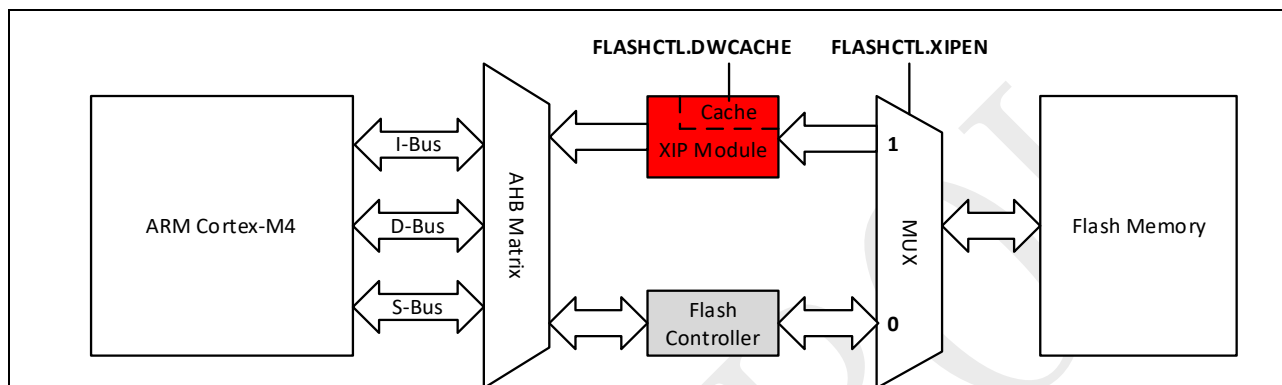 FLASHCTL.DWCACHE
FLASHCTL.XIPEN
ARM Cortex-M4
I-Bus
D-Bus
S-Bus
AHB Matrix
Cache
XIP Module
Flash
Controller
1
0
MUX
Flash Memory